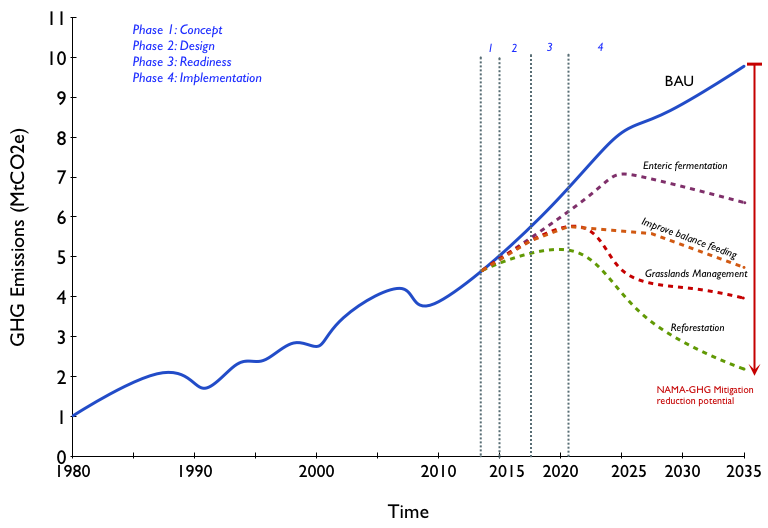 11
Phase 1: Concept
Phase 2: Design
Phase 3: Readiness
Phase 4: Implementation
1
2
3
4
10
BAU
9
8
7
Enteric fermentation
6
Improve balance feeding
5
Grasslands Management
4
3
Reforestation
2
NAMA-GHG Mitigation
reduction potential
1
0
GHG Emissions (MtCO2e)
1980
1990
2000
2010
2015
2020
2025
2030
2035
Time